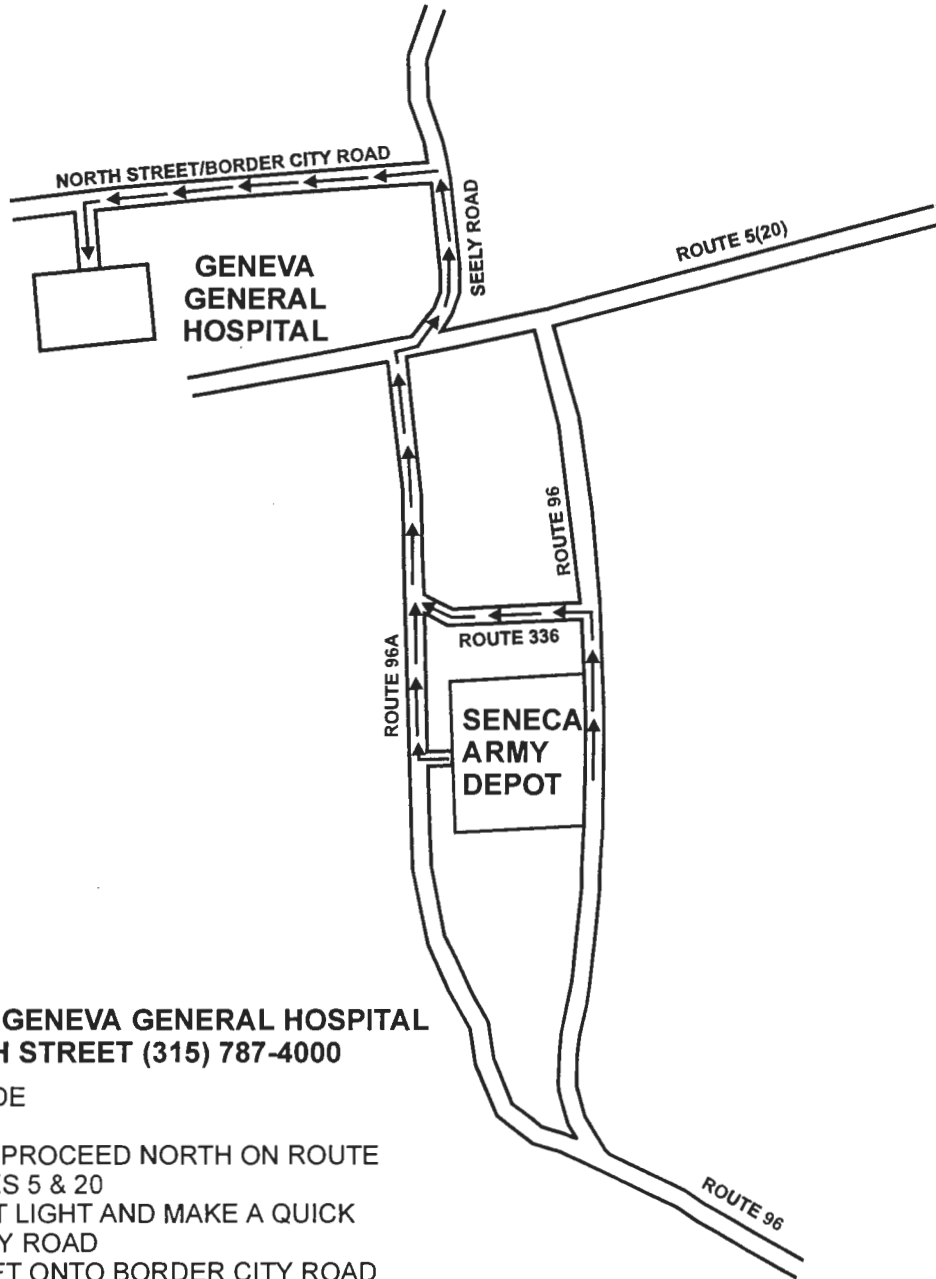 NORTH STREET/BORDER CITY ROAD
SEELY ROAD
ROUTE 5(20)
GENEVA
GENERAL
HOSPITAL
ROUTE 96
ROUTE 336
ROUTE 96A
SENECA
ARMY
DEPOT
GENEVA GENERAL HOSPITAL
H STREET (315) 787-4000
DE
PROCEED NORTH ON ROUTE
ES 5 & 20
T LIGHT AND MAKE A QUICK
Y ROAD
FT ONTO BORDER CITY ROAD
ROUTE 96